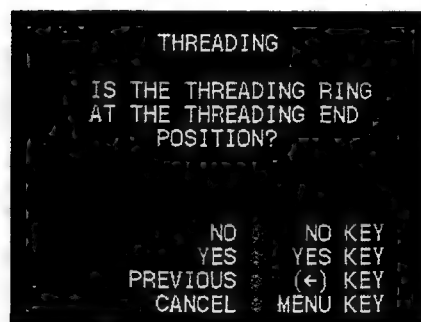 THREADING
IS THE THREADING RING
AT THE THREADING END
POSITION?
NO : NO KEY
YES : YES KEY
PREVIOUS : (←) KEY
CANCEL : MENU KEY